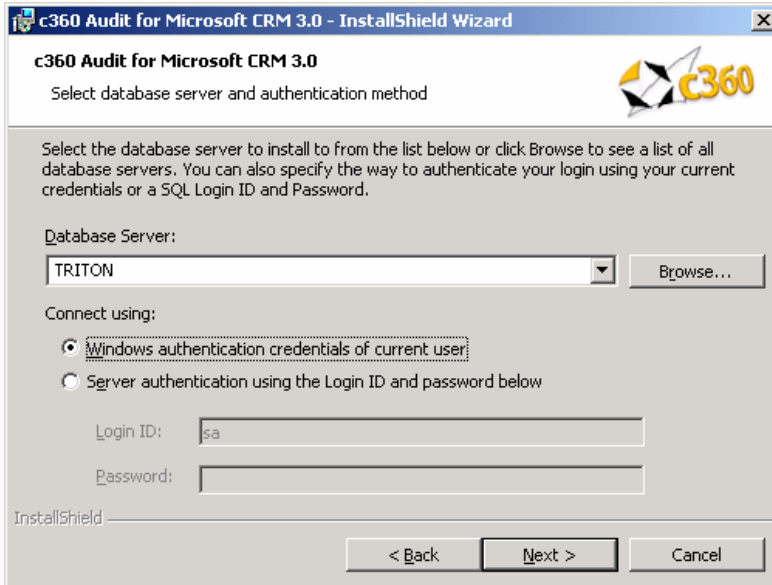 c360 Audit for Microsoft CRM 3.0 - InstallShield Wizard
c360 Audit for Microsoft CRM 3.0
Select database server and authentication method
c360
Select the database server to install to from the list below or click Browse to see a list of all
database servers. You can also specify the way to authenticate your login using your current
credentials or a SQL Login ID and Password.
Database Server:
TRITON
Browse...
Connect using:
Windows authentication credentials of current user
Server authentication using the Login ID and password below
Login ID:
sa
Password:
InstallShield
< Back
Next >
Cancel